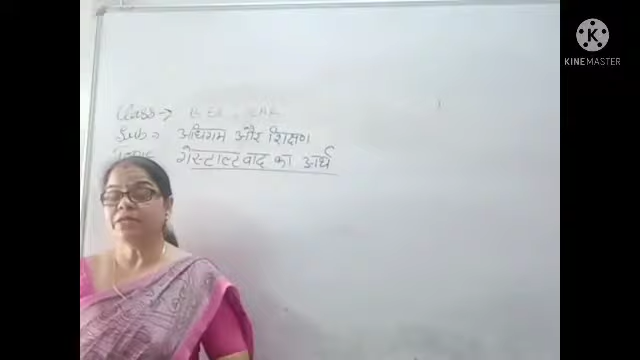 KINEMASTER
Class →
Sub = अधिगम और शिक्षण
गेस्टाल्टवाद का अर्थ